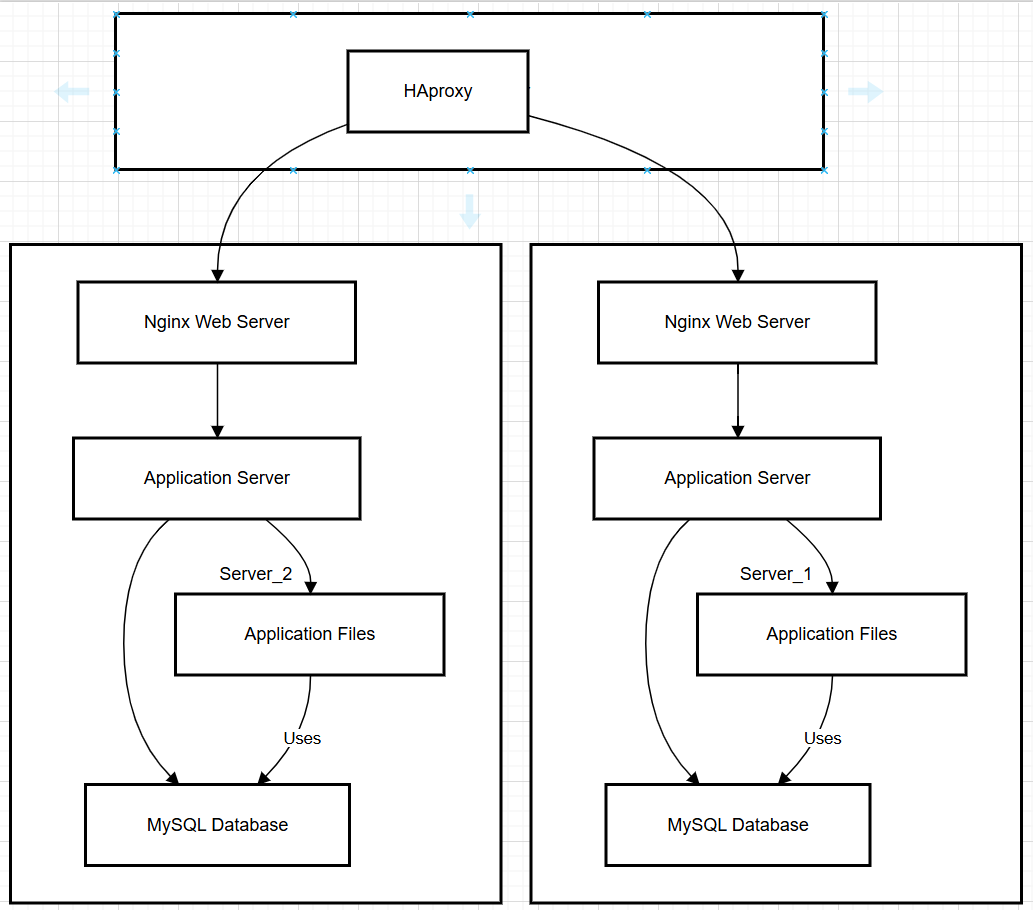 HAproxy
Nginx Web Server
Application Server
Server_2
Application Files
Uses
MySQL Database
Nginx Web Server
Application Server
Server_1
Application Files
Uses
MySQL Database